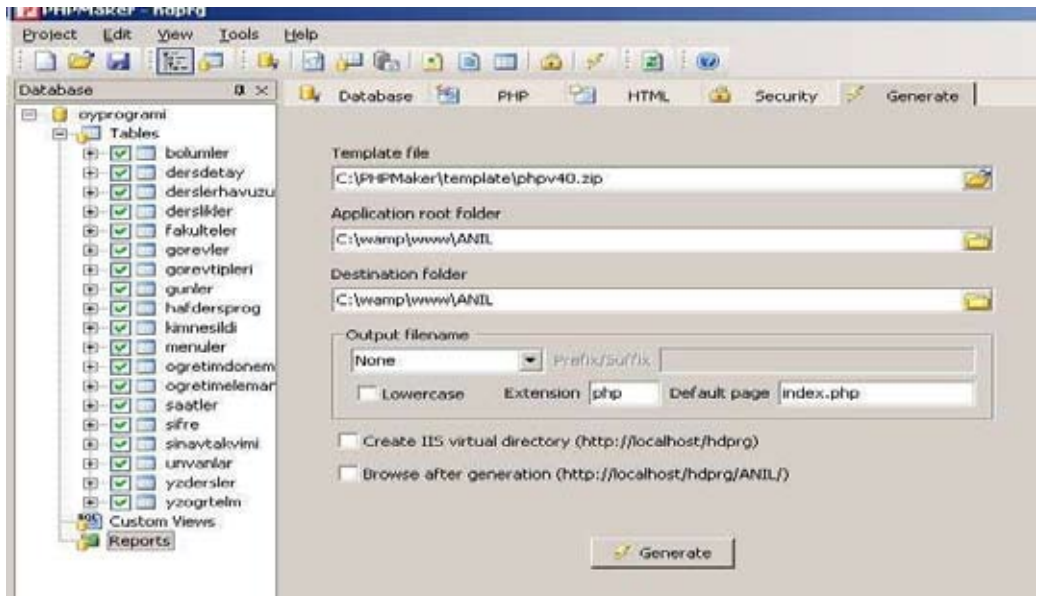 PHPMaker - hdprg
Project Edit View Tools Help
Database
Database PHP HTML Security Generate
oyprogrami
Tables
bolumler
dersdetay
derslerhavuzu
derslikler
fakulteler
gorevler
gorevtipleri
gunler
hafdersprog
kimnesildi
menuler
ogretimdonem
ogretimeleman
saatler
sifre
sinavtakvimi
unvanlar
yzdersler
yzogrtelm
Custom Views
Reports
Template file
C:\PHPMaker\template\phpv40.zip
Application root folder
C:\wamp\www\ANIL
Destination folder
C:\wamp\www\ANIL
Output filename
None Prefix/Suffix
Lowercase Extension php Default page index.php
Create IIS virtual directory (http://localhost/hdprg)
Browse after generation (http://localhost/hdprg/ANIL/)
Generate